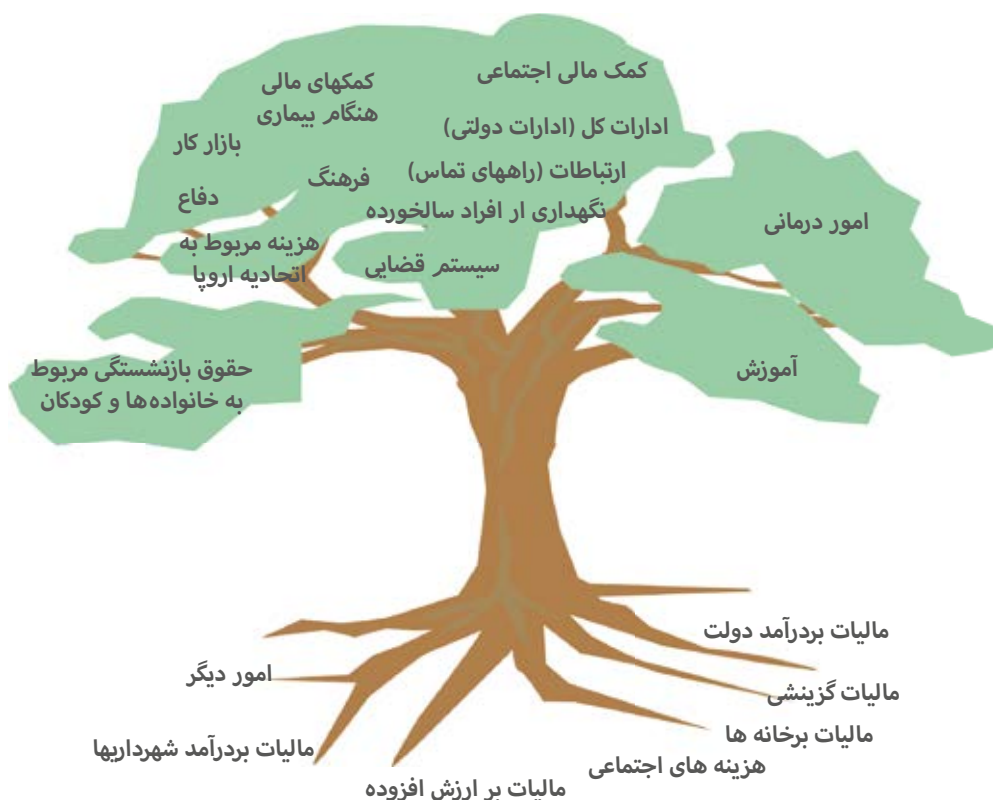 کمک مالی اجتماعی
کمکهای مالی
هنگام بیماری
ادارات کل (ادارات دولتی)
بازار کار
ارتباطات (راههای تماس)
فرهنگ
دفاع
نگهداری ار افراد سالخورده
امور درمانی
هزینه مربوط به
اتحادیه اروپا
سیستم قضایی
آموزش
حقوق بازنشستگی مربوط
به خانواده‌ها و کودکان
مالیات بردرآمد دولت
امور دیگر
مالیات گزینشی
مالیات برخانه ها
مالیات بردرآمد شهرداریها
هزینه های اجتماعی
مالیات بر ارزش افزوده